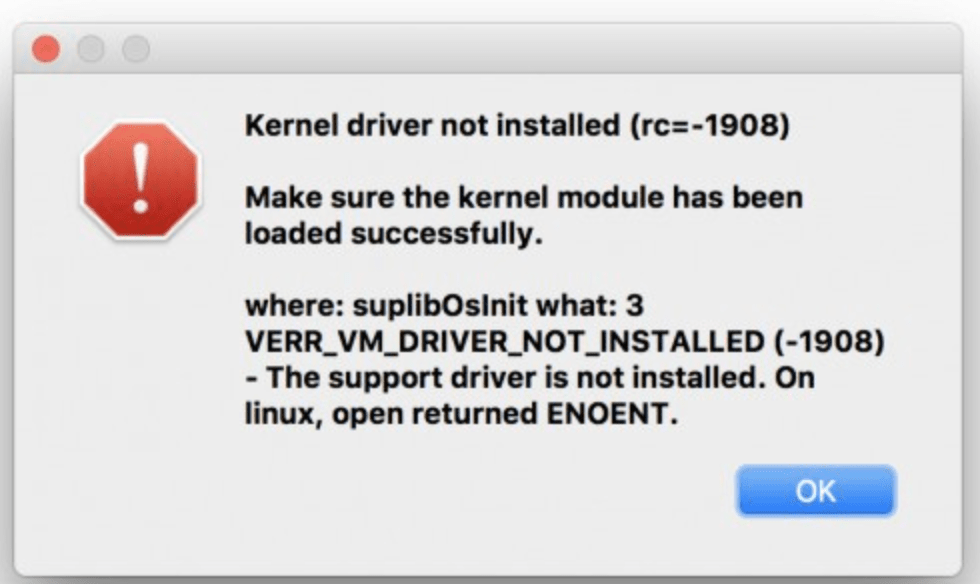 Kernel driver not installed (rc=-1908)
Make sure the kernel module has been
loaded successfully.
where: suplibOsInit what: 3
VERR_VM_DRIVER_NOT_INSTALLED (-1908)
- The support driver is not installed. On
linux, open returned ENOENT.
OK